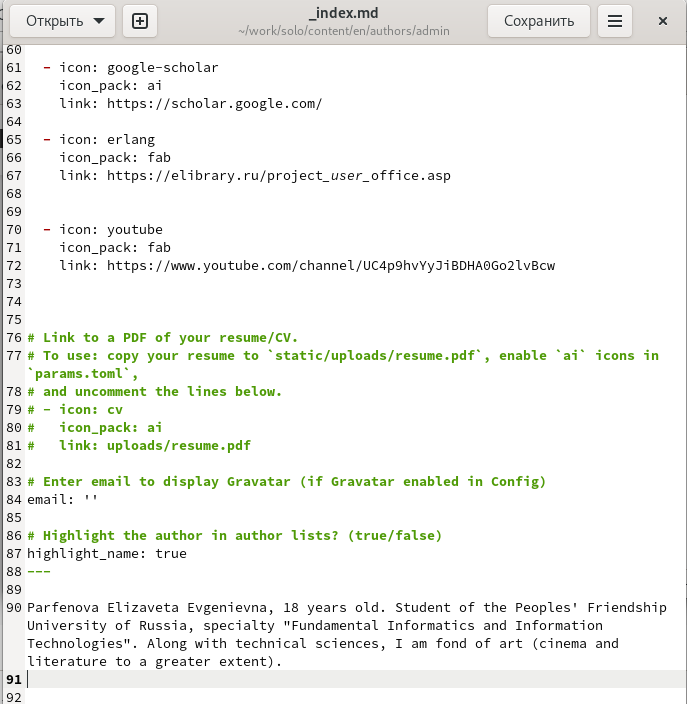 Открыть
_index.md
~/work/solo/content/en/authors/admin
Сохранить
60
61 - icon: google-scholar
62 icon_pack: ai
63 link: https://scholar.google.com/
64
65 - icon: erlang
66 icon_pack: fab
67 link: https://elibrary.ru/project_user_office.asp
68
69
70 - icon: youtube
71 icon_pack: fab
72 link: https://www.youtube.com/channel/UC4p9hvYyJiBDHA0Go2lvBcw
73
74
75
76 # Link to a PDF of your resume/CV.
77 # To use: copy your resume to `static/uploads/resume.pdf`, enable `ai` icons in
`params.toml`,
78 # and uncomment the lines below.
79 # - icon: cv
80 # icon_pack: ai
81 # link: uploads/resume.pdf
82
83 # Enter email to display Gravatar (if Gravatar enabled in Config)
84 email: ''
85
86 # Highlight the author in author lists? (true/false)
87 highlight_name: true
88 ---
89
90 Parfenova Elizaveta Evgenievna, 18 years old. Student of the Peoples' Friendship
University of Russia, specialty "Fundamental Informatics and Information
Technologies". Along with technical sciences, I am fond of art (cinema and
literature to a greater extent).
91
92